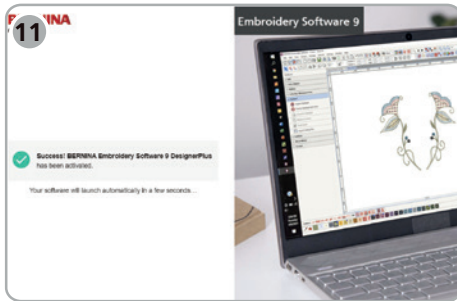 11
BERNINA
Embroidery Software 9
Success! BERNINA Embroidery Software 9 DesignerPlus
has been activated.
Your software will launch automatically in a few seconds...